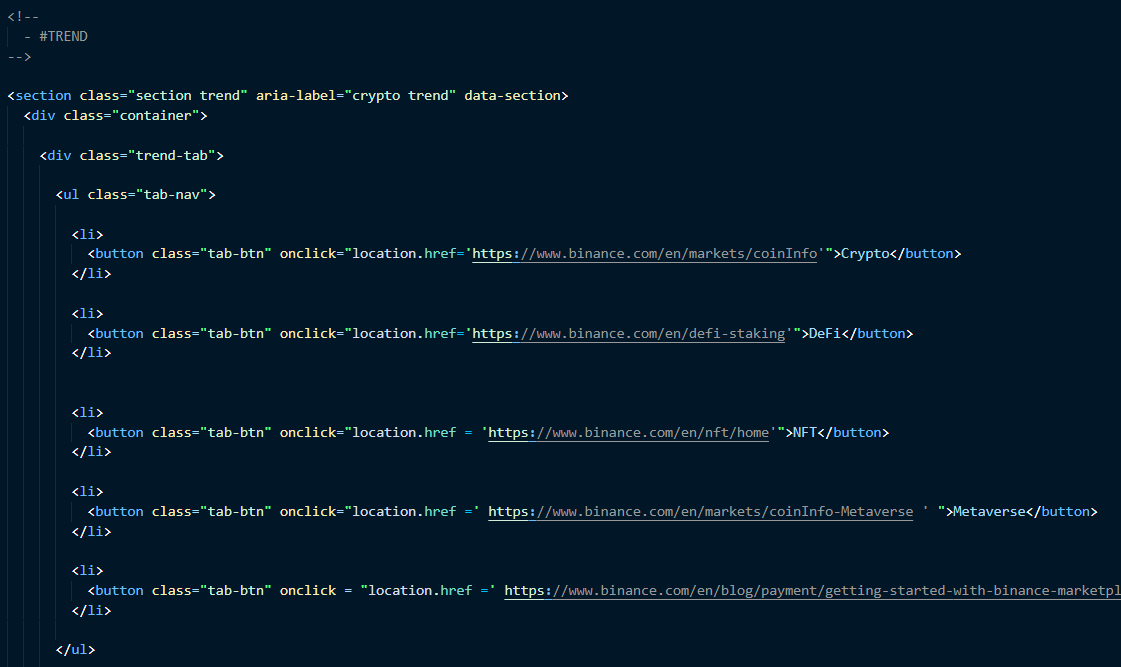 <!--
- #TREND
-->
<section class="section trend" aria-label="crypto trend" data-section>
<div class="container">
<div class="trend-tab">
<ul class="tab-nav">
<li>
<button class="tab-btn" onclick="location.href='https://www.binance.com/en/markets/coinInfo'">Crypto</button>
</li>
<li>
<button class="tab-btn" onclick="location.href='https://www.binance.com/en/defi-staking'">DeFi</button>
</li>
<li>
<button class="tab-btn" onclick="location.href = 'https://www.binance.com/en/nft/home'">NFT</button>
</li>
<li>
<button class="tab-btn" onclick="location.href =' https://www.binance.com/en/markets/coinInfo-Metaverse ' ">Metaverse</button>
</li>
<li>
<button class="tab-btn" onclick = "location.href =' https://www.binance.com/en/blog/payment/getting-started-with-binance-marketpl
</li>
</ul>